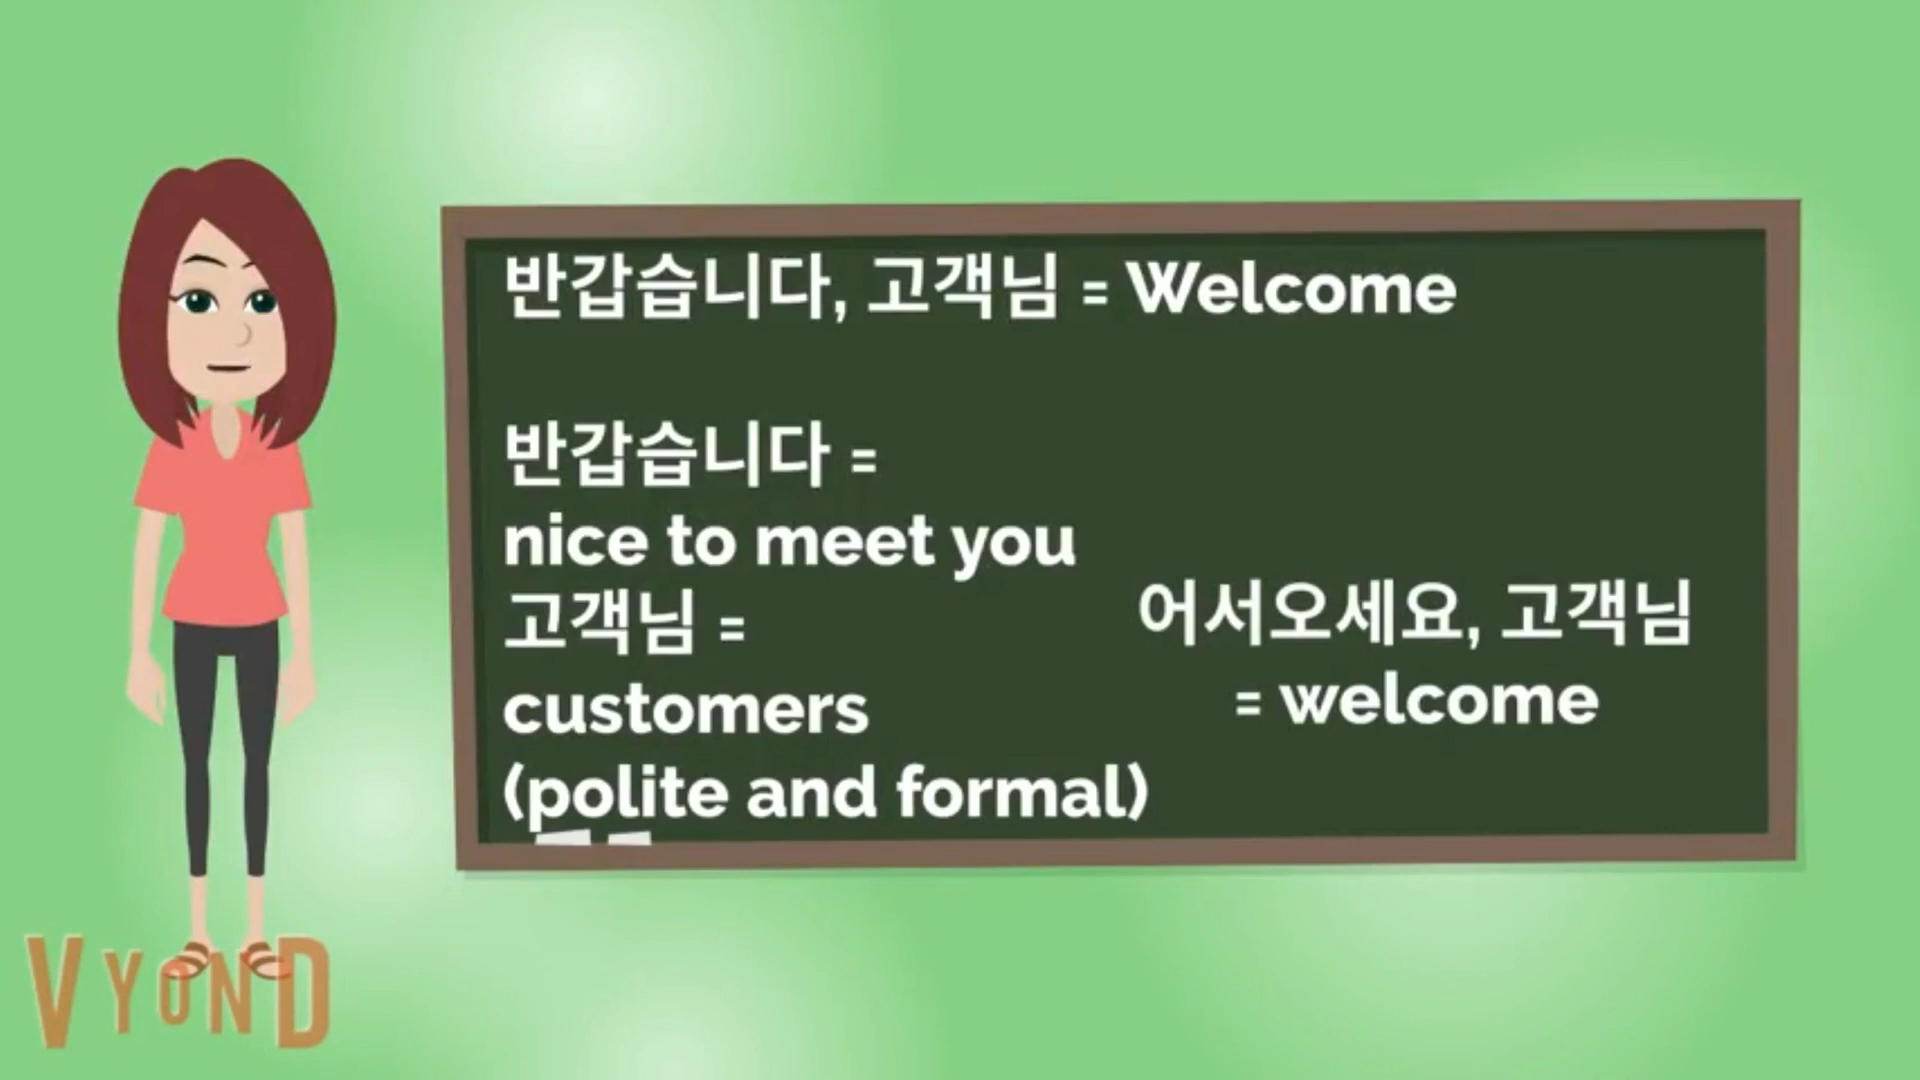 반갑습니다, 고객님 = Welcome
반갑습니다 =
nice to meet you
고객님 =
customers
(polite and formal)
어서오세요, 고객님
= welcome
VYOND